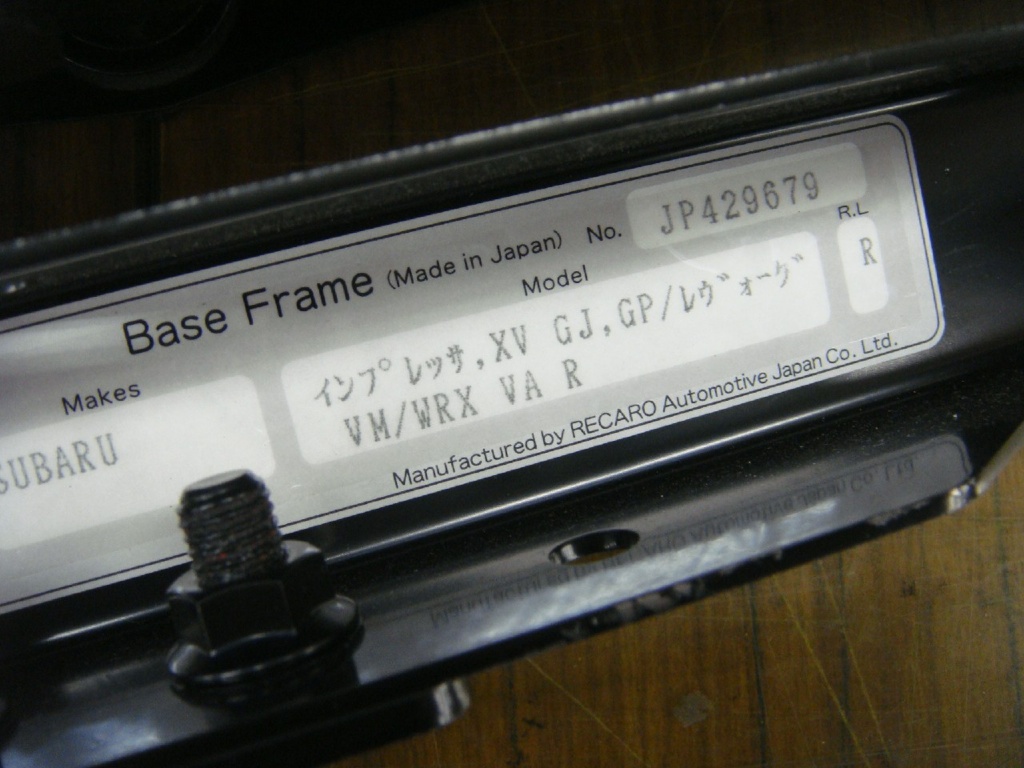 Base Frame (Made in Japan) No. JP429679
Makes Model R.L
SUBARU インプレッサ,XV GJ,GP/レヴォーグ R
VM/WRX VA R
Manufactured by RECARO Automotive Japan Co. Ltd.